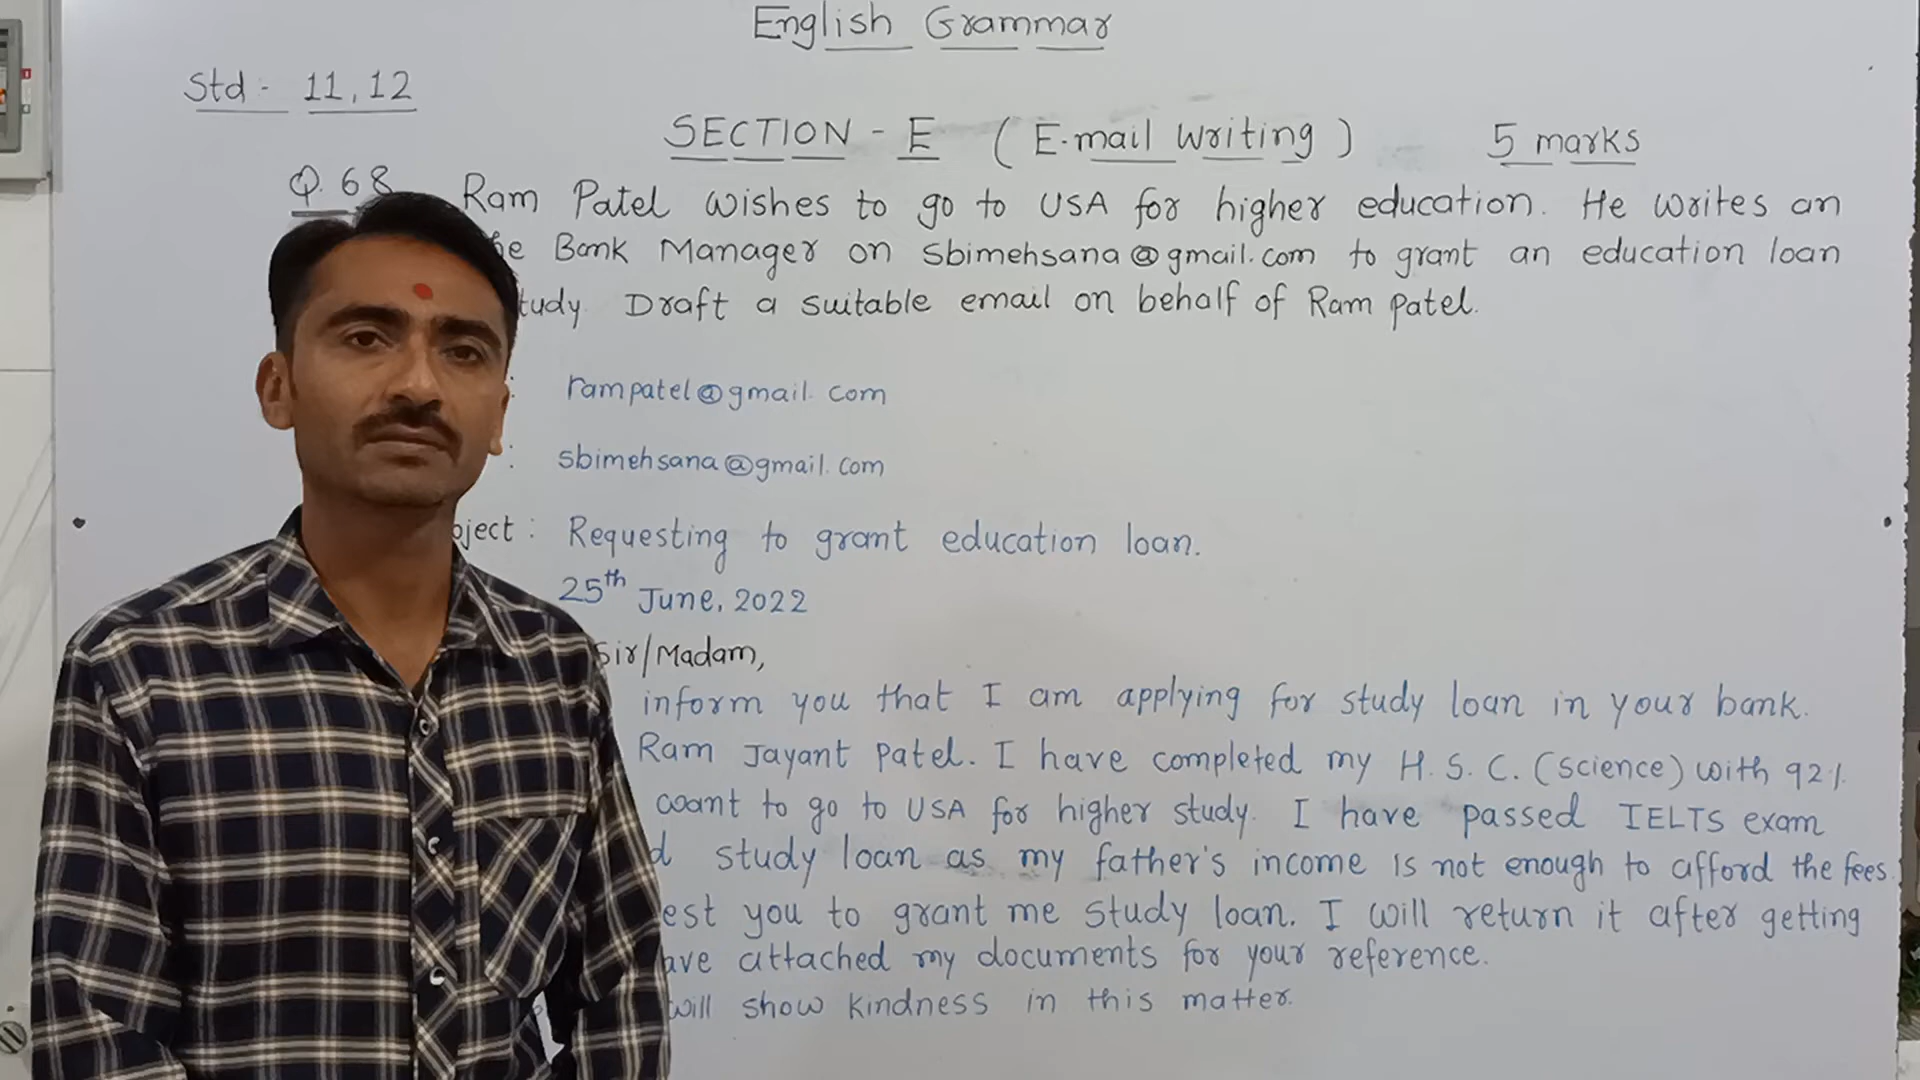 English Grammar
Std:- 11, 12
SECTION - E ( E-mail Writing ) 5 marks
Q. 68 Ram Patel wishes to go to USA for higher education. He writes an
Bank Manager on sbimehsana@gmail.com to grant an education loan
Draft a suitable email on behalf of Ram Patel.
: rampatel@gmail.com
: sbimehsana@gmail.com
: Requesting to grant education loan.
25th June, 2022
Sir/Madam,
inform you that I am applying for study loan in your bank.
Ram Jayant Patel. I have completed my H.S.C. (Science) with 92%.
want to go to USA for higher study. I have passed IELTS exam
study loan as my father's income is not enough to afford the fees.
you to grant me study loan. I will return it after getting
attached my documents for your reference.
will show kindness in this matter.